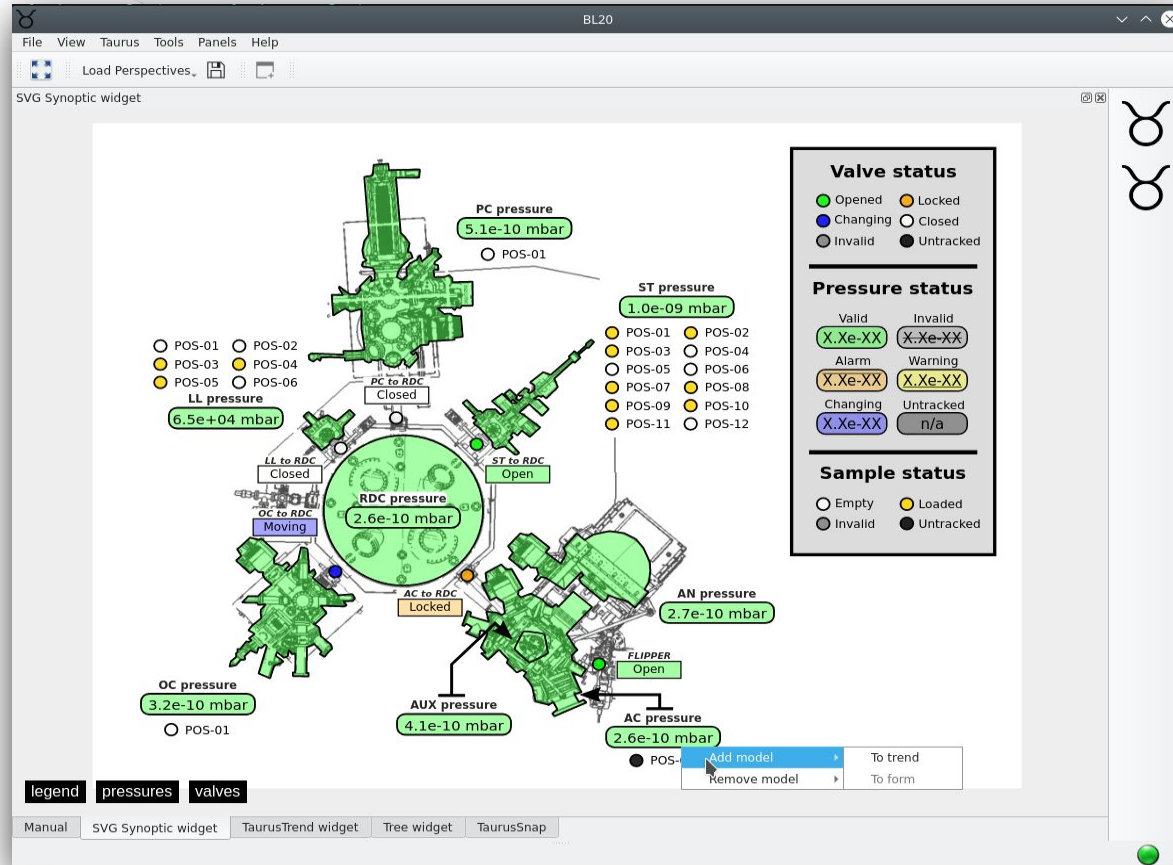 BL20
File View Taurus Tools Panels Help
Load Perspectives
SVG Synoptic widget
PC pressure
5.1e-10 mbar
POS-01
ST pressure
1.0e-09 mbar
POS-01 POS-02
POS-03 POS-04
POS-05 POS-06
POS-07 POS-08
POS-09 POS-10
POS-11 POS-12
POS-01 POS-02
POS-03 POS-04
POS-05 POS-06
LL pressure
6.5e+04 mbar
PC to RDC
Closed
LL to RDC
Closed
ST to RDC
Open
RDC pressure
2.6e-10 mbar
OC to RDC
Moving
AC to RDC
Locked
AN pressure
2.7e-10 mbar
FLIPPER
Open
OC pressure
3.2e-10 mbar
POS-01
AUX pressure
4.1e-10 mbar
AC pressure
2.6e-10 mbar
POS-
Add model
Remove model
To trend
To form
Valve status
Opened Locked
Changing Closed
Invalid Untracked
Pressure status
Valid Invalid
X.Xe-XX X.Xe-XX
Alarm Warning
X.Xe-XX X.Xe-XX
Changing Untracked
X.Xe-XX n/a
Sample status
Empty Loaded
Invalid Untracked
legend pressures valves
Manual SVG Synoptic widget TaurusTrend widget Tree widget TaurusSnap